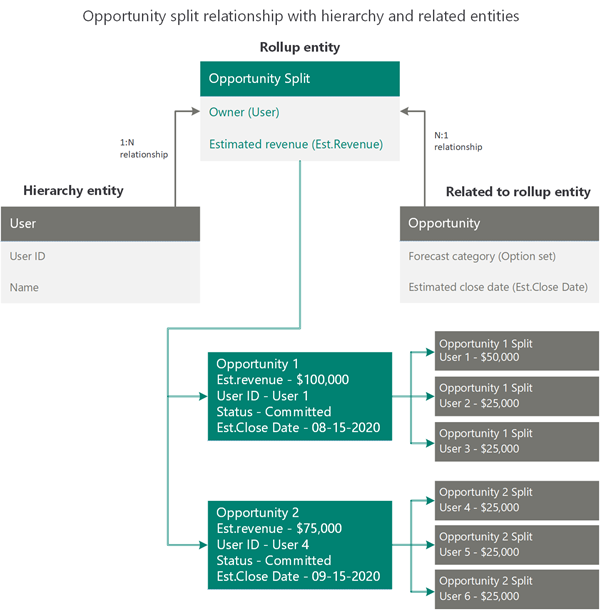 Opportunity split relationship with hierarchy and related entities
Rollup entity
Opportunity Split
Owner (User)
Estimated revenue (Est.Revenue)
1:N
relationship
N:1
relationship
Hierarchy entity
User
User ID
Name
Related to rollup entity
Opportunity
Forecast category (Option set)
Estimated close date (Est.Close Date)
Opportunity 1
Est.revenue - $100,000
User ID - User 1
Status - Committed
Est.Close Date - 08-15-2020
Opportunity 1 Split
User 1 - $50,000
Opportunity 1 Split
User 2 - $25,000
Opportunity 1 Split
User 3 - $25,000
Opportunity 2
Est.revenue - $75,000
User ID - User 4
Status - Committed
Est.Close Date - 09-15-2020
Opportunity 2 Split
User 4 - $25,000
Opportunity 2 Split
User 5 - $25,000
Opportunity 2 Split
User 6 - $25,000